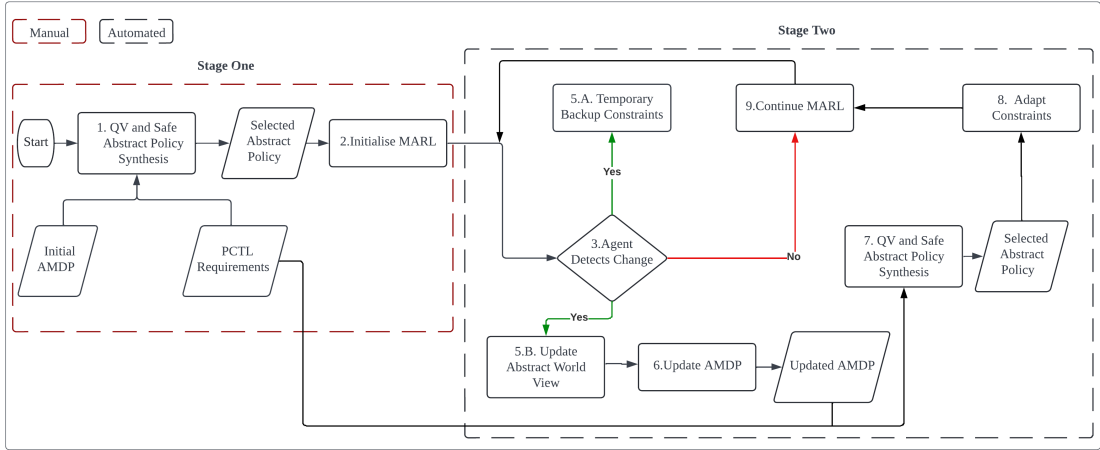 Manual
Automated
Stage One
Stage Two
Start
1. QV and Safe
Abstract Policy
Synthesis
Selected
Abstract
Policy
2.Initialise MARL
Initial
AMDP
PCTL
Requirements
5.A. Temporary
Backup Constraints
9.Continue MARL
8. Adapt
Constraints
Yes
3.Agent
Detects Change
No
Yes
7. QV and Safe
Abstract Policy
Synthesis
Selected
Abstract
Policy
5.B. Update
Abstract World
View
6.Update AMDP
Updated AMDP